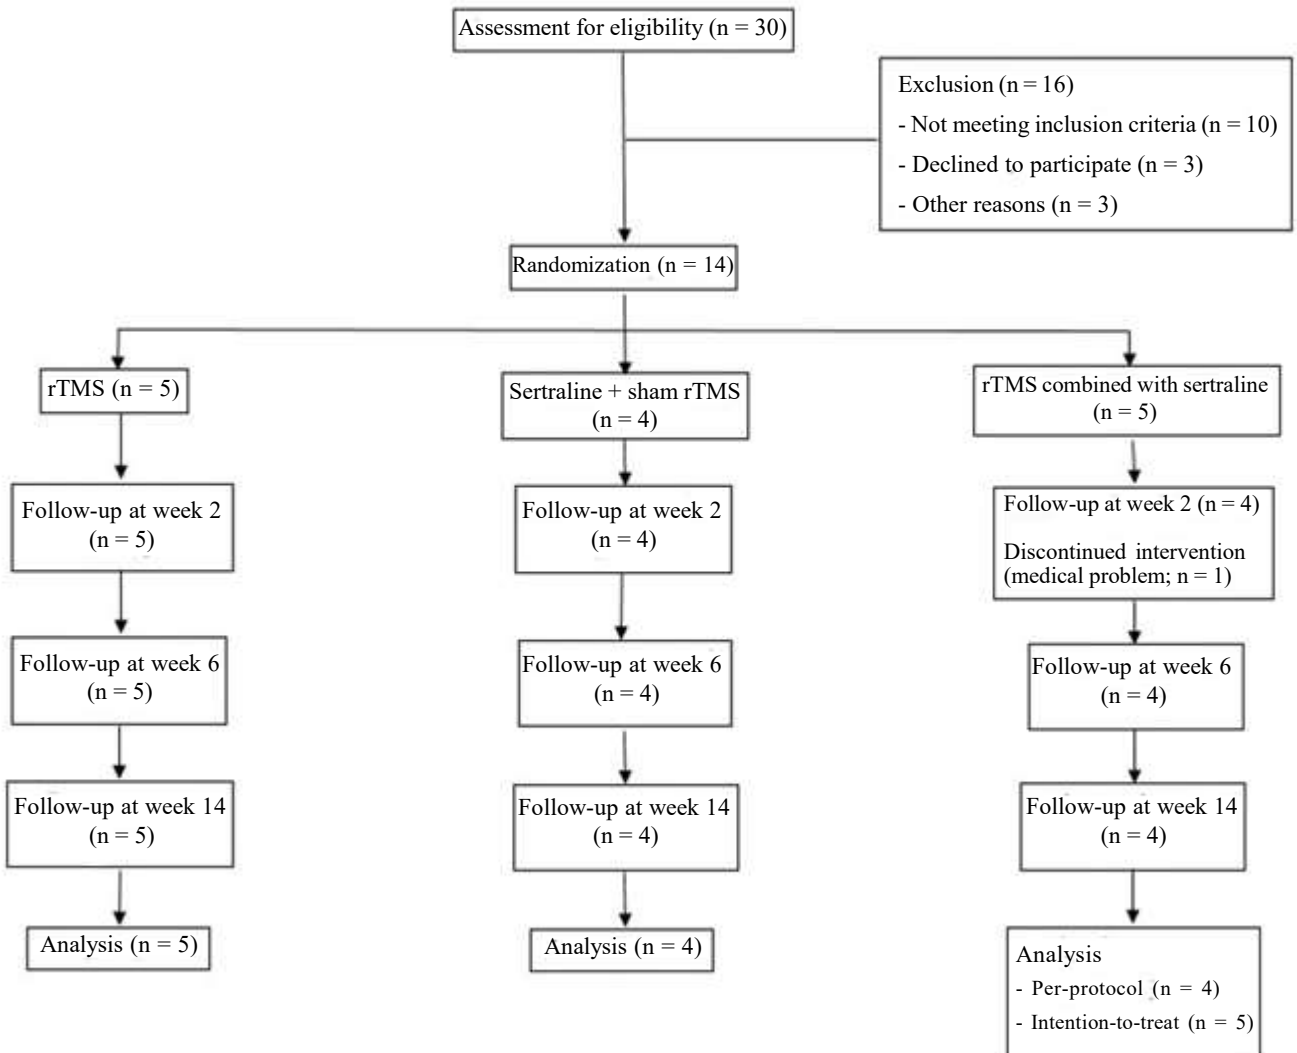 Assessment for eligibility (n = 30)
Exclusion (n = 16)
- Not meeting inclusion criteria (n = 10)
- Declined to participate (n = 3)
- Other reasons (n = 3)
Randomization (n = 14)
rTMS (n = 5)
Sertraline + sham rTMS
(n = 4)
rTMS combined with sertraline
(n = 5)
Follow-up at week 2
(n = 5)
Follow-up at week 2
(n = 4)
Follow-up at week 2 (n = 4)
Discontinued intervention
(medical problem; n = 1)
Follow-up at week 6
(n = 5)
Follow-up at week 6
(n = 4)
Follow-up at week 6
(n = 4)
Follow-up at week 14
(n = 5)
Follow-up at week 14
(n = 4)
Follow-up at week 14
(n = 4)
Analysis (n = 5)
Analysis (n = 4)
Analysis
- Per-protocol (n = 4)
- Intention-to-treat (n = 5)